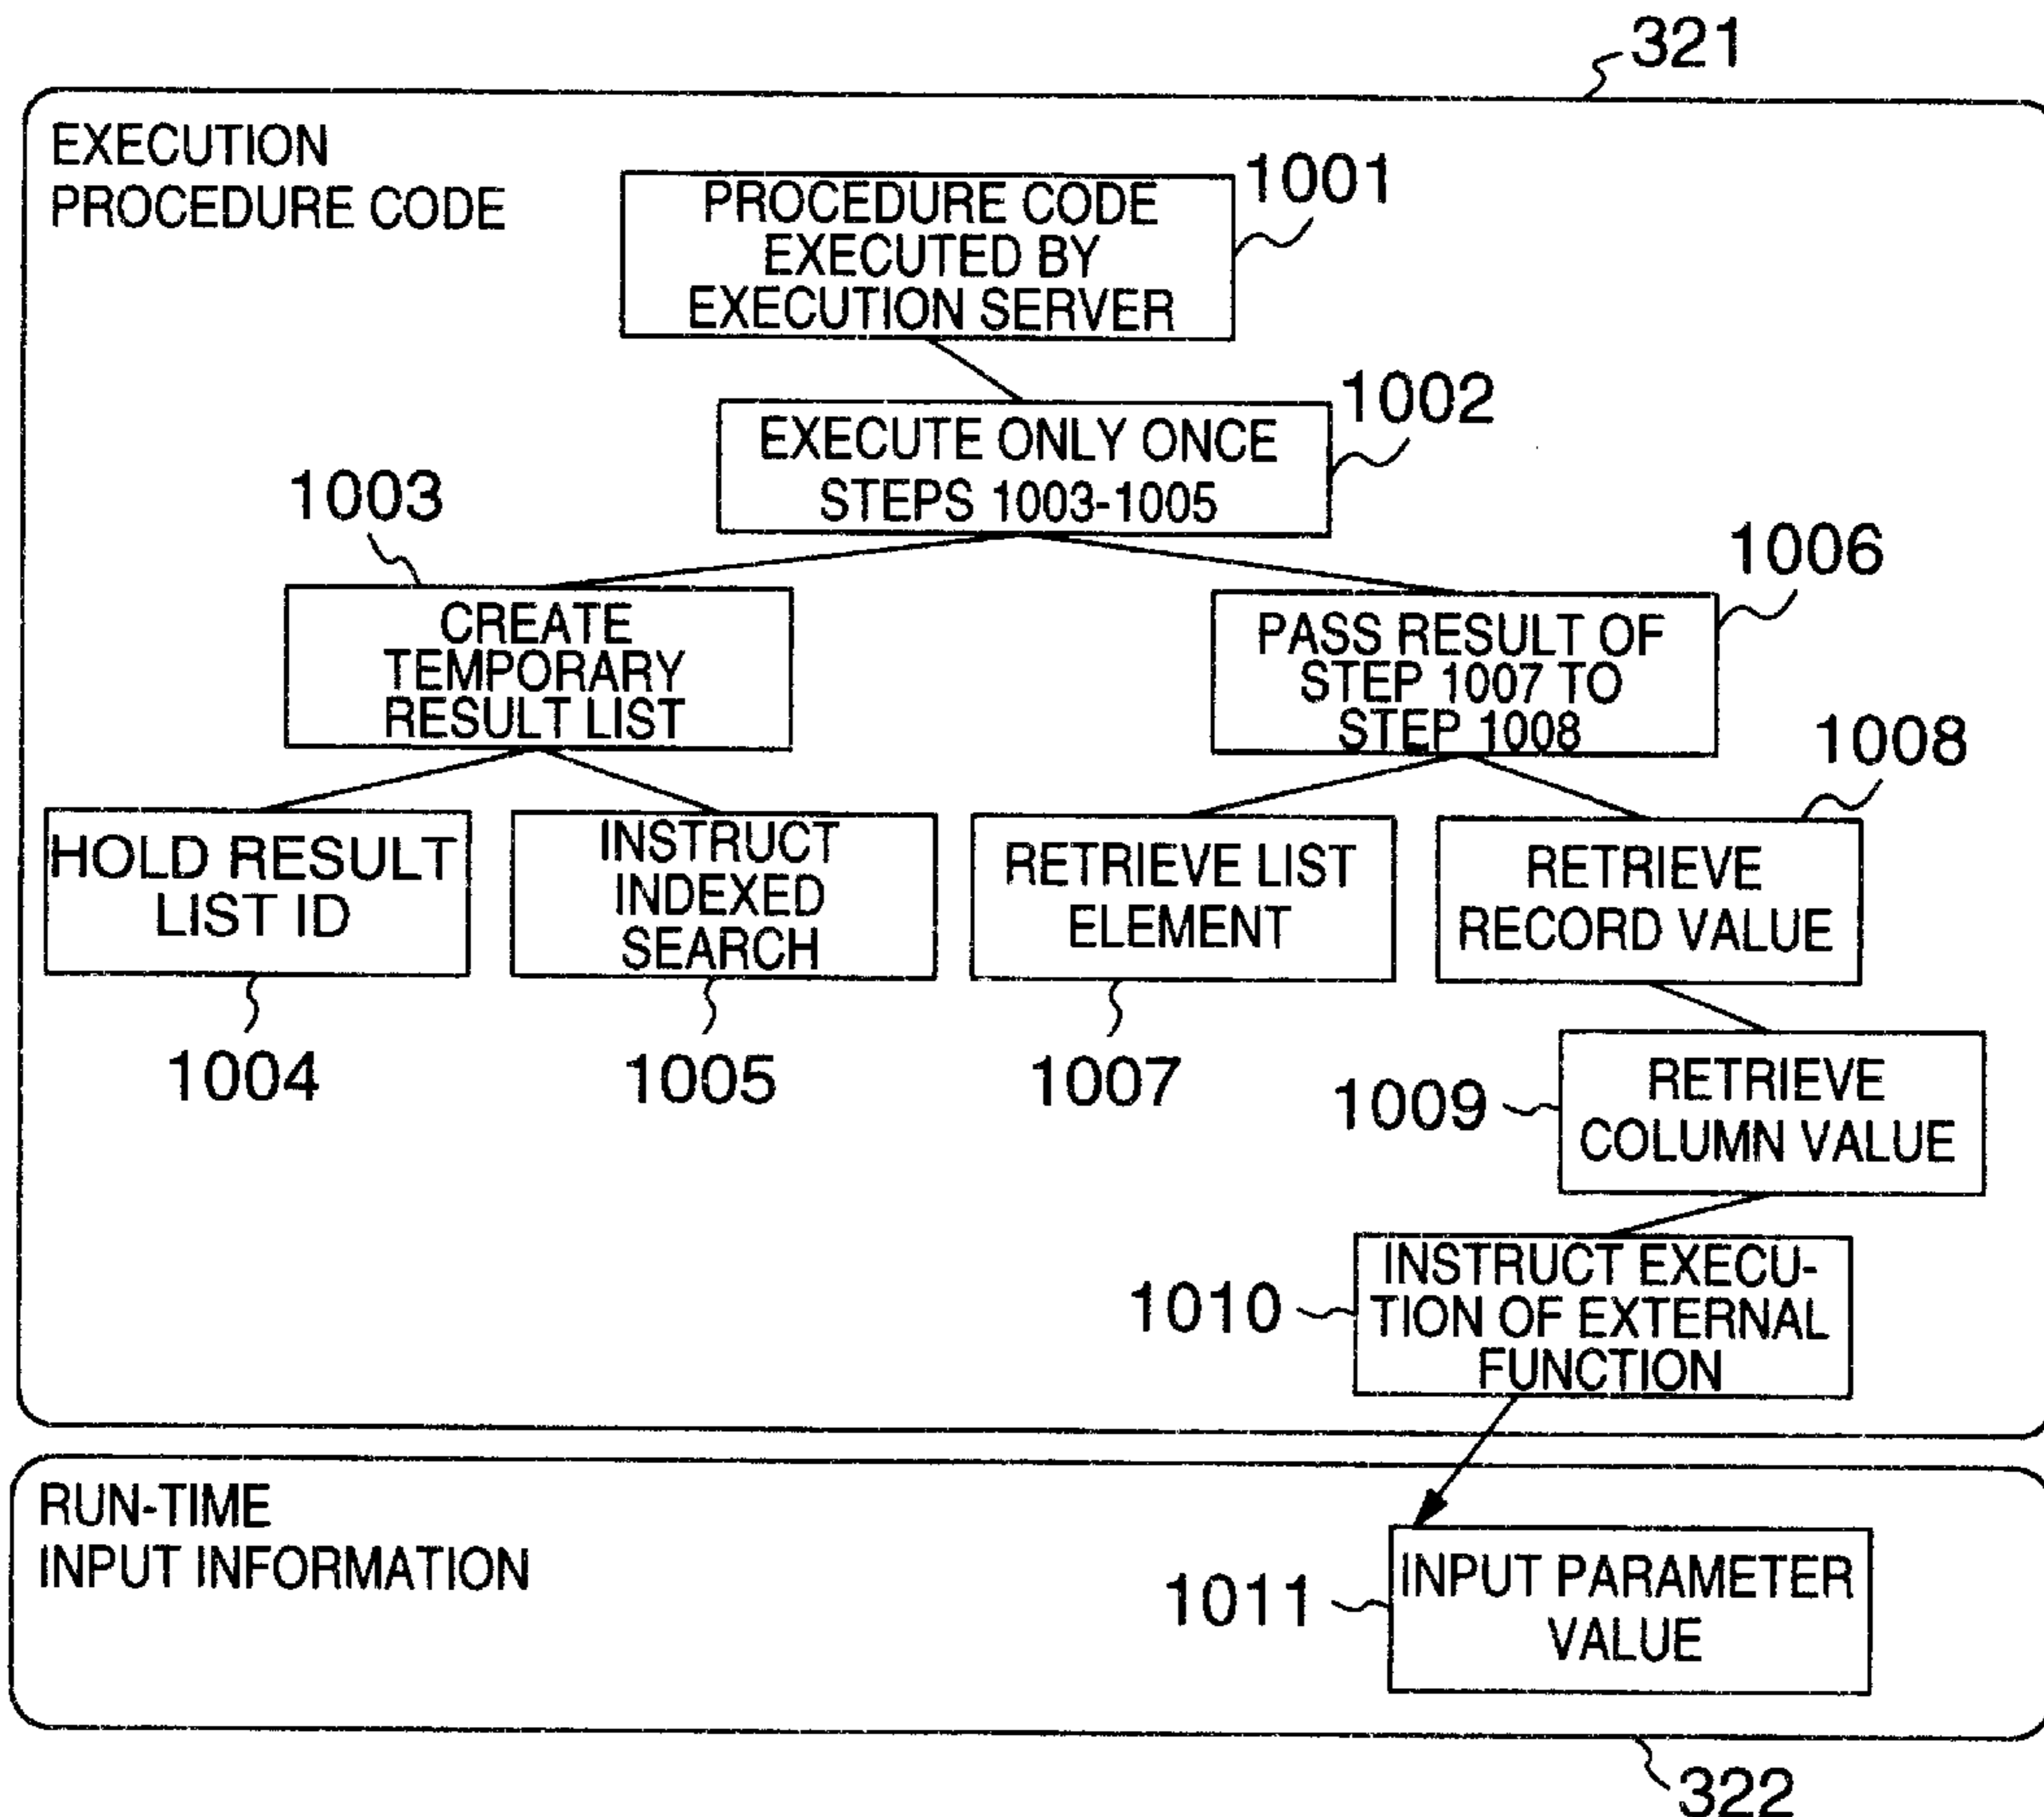 321
EXECUTION
PROCEDURE CODE
1001
PROCEDURE CODE
EXECUTED BY
EXECUTION SERVER
1002
EXECUTE ONLY ONCE
STEPS 1003-1005
1003
CREATE
TEMPORARY
RESULT LIST
1006
PASS RESULT OF
STEP 1007 TO
STEP 1008
1008
HOLD RESULT
LIST ID
INSTRUCT
INDEXED
SEARCH
RETRIEVE LIST
ELEMENT
RETRIEVE
RECORD VALUE
1004
1005
1007
1009
RETRIEVE
COLUMN VALUE
1010
INSTRUCT EXECU-
TION OF EXTERNAL
FUNCTION
RUN-TIME
INPUT INFORMATION
1011
INPUT PARAMETER
VALUE
322